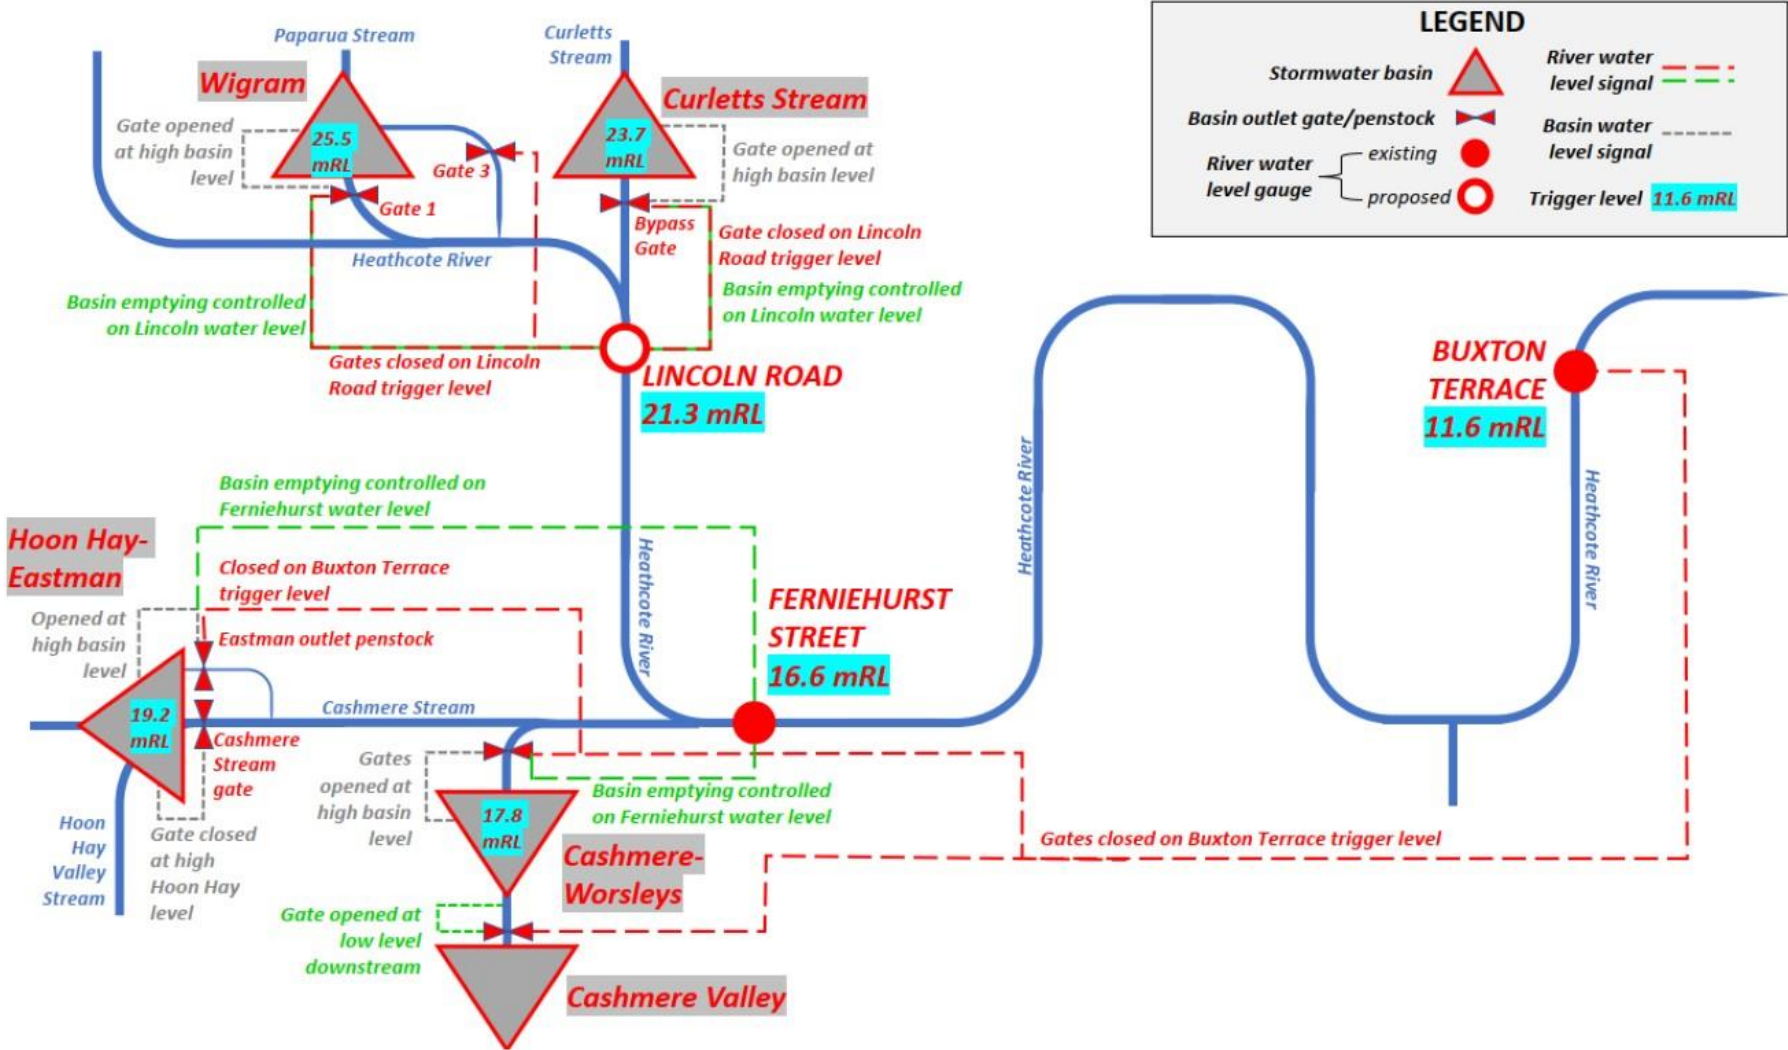 Paparua Stream
Curletts
Stream
Wigram
Curletts Stream
Gate opened
at high basin
level
25.5
mRL
Gate 3
Gate 1
23.7
mRL
Gate opened at
high basin level
Bypass
Gate
Gate closed on Lincoln
Road trigger level
Basin emptying controlled
on Lincoln water level
Heathcote River
Basin emptying controlled
on Lincoln water level
Gates closed on Lincoln
Road trigger level
LINCOLN ROAD
21.3 mRL
LEGEND
Stormwater basin
Basin outlet gate/penstock
River water
level gauge
existing
proposed
River water
level signal
Basin water
level signal
Trigger level 11.6 mRL
BUXTON
TERRACE
11.6 mRL
Heathcote River
Heathcote River
Heathcote River
Basin emptying controlled on
Ferniehurst water level
Hoon Hay-
Eastman
Closed on Buxton Terrace
trigger level
Opened at
high basin
level
Eastman outlet penstock
FERNIEHURST
STREET
16.6 mRL
19.2
mRL
Cashmere Stream
Cashmere
Stream
gate
Gates
opened at
high basin
level
Basin emptying controlled
on Ferniehurst water level
17.8
mRL
Hoon
Hay
Valley
Stream
Gate closed
at high
Hoon Hay
level
Cashmere-
Worsleys
Gates closed on Buxton Terrace trigger level
Gate opened at
low level
downstream
Cashmere Valley